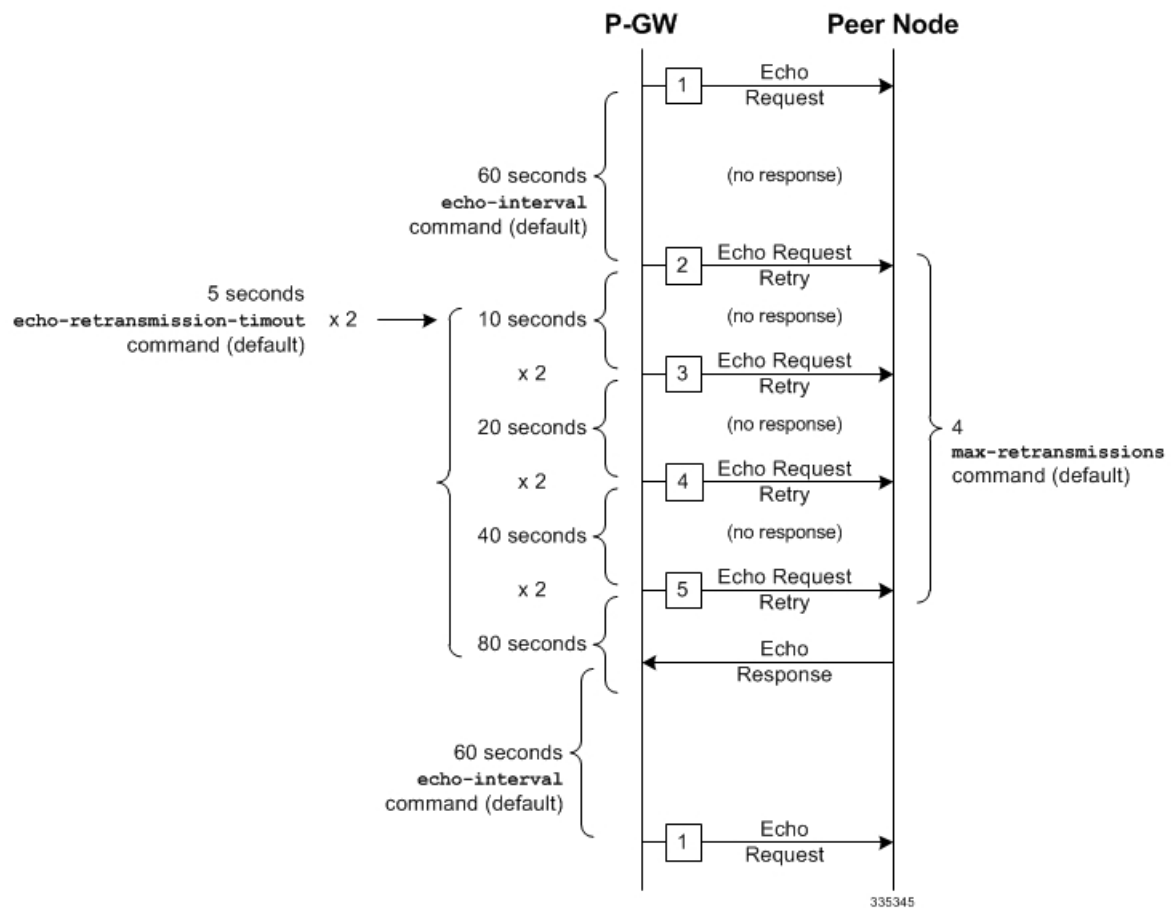 P-GW
Peer Node
1
Echo
Request
60 seconds
echo-interval
command (default)
(no response)
2
Echo Request
Retry
5 seconds
echo-retransmission-timout
command (default)
x 2
10 seconds
(no response)
x 2
3
Echo Request
Retry
20 seconds
(no response)
4
max-retransmissions
command (default)
x 2
4
Echo Request
Retry
40 seconds
(no response)
x 2
5
Echo Request
Retry
80 seconds
Echo
Response
60 seconds
echo-interval
command (default)
1
Echo
Request
335345